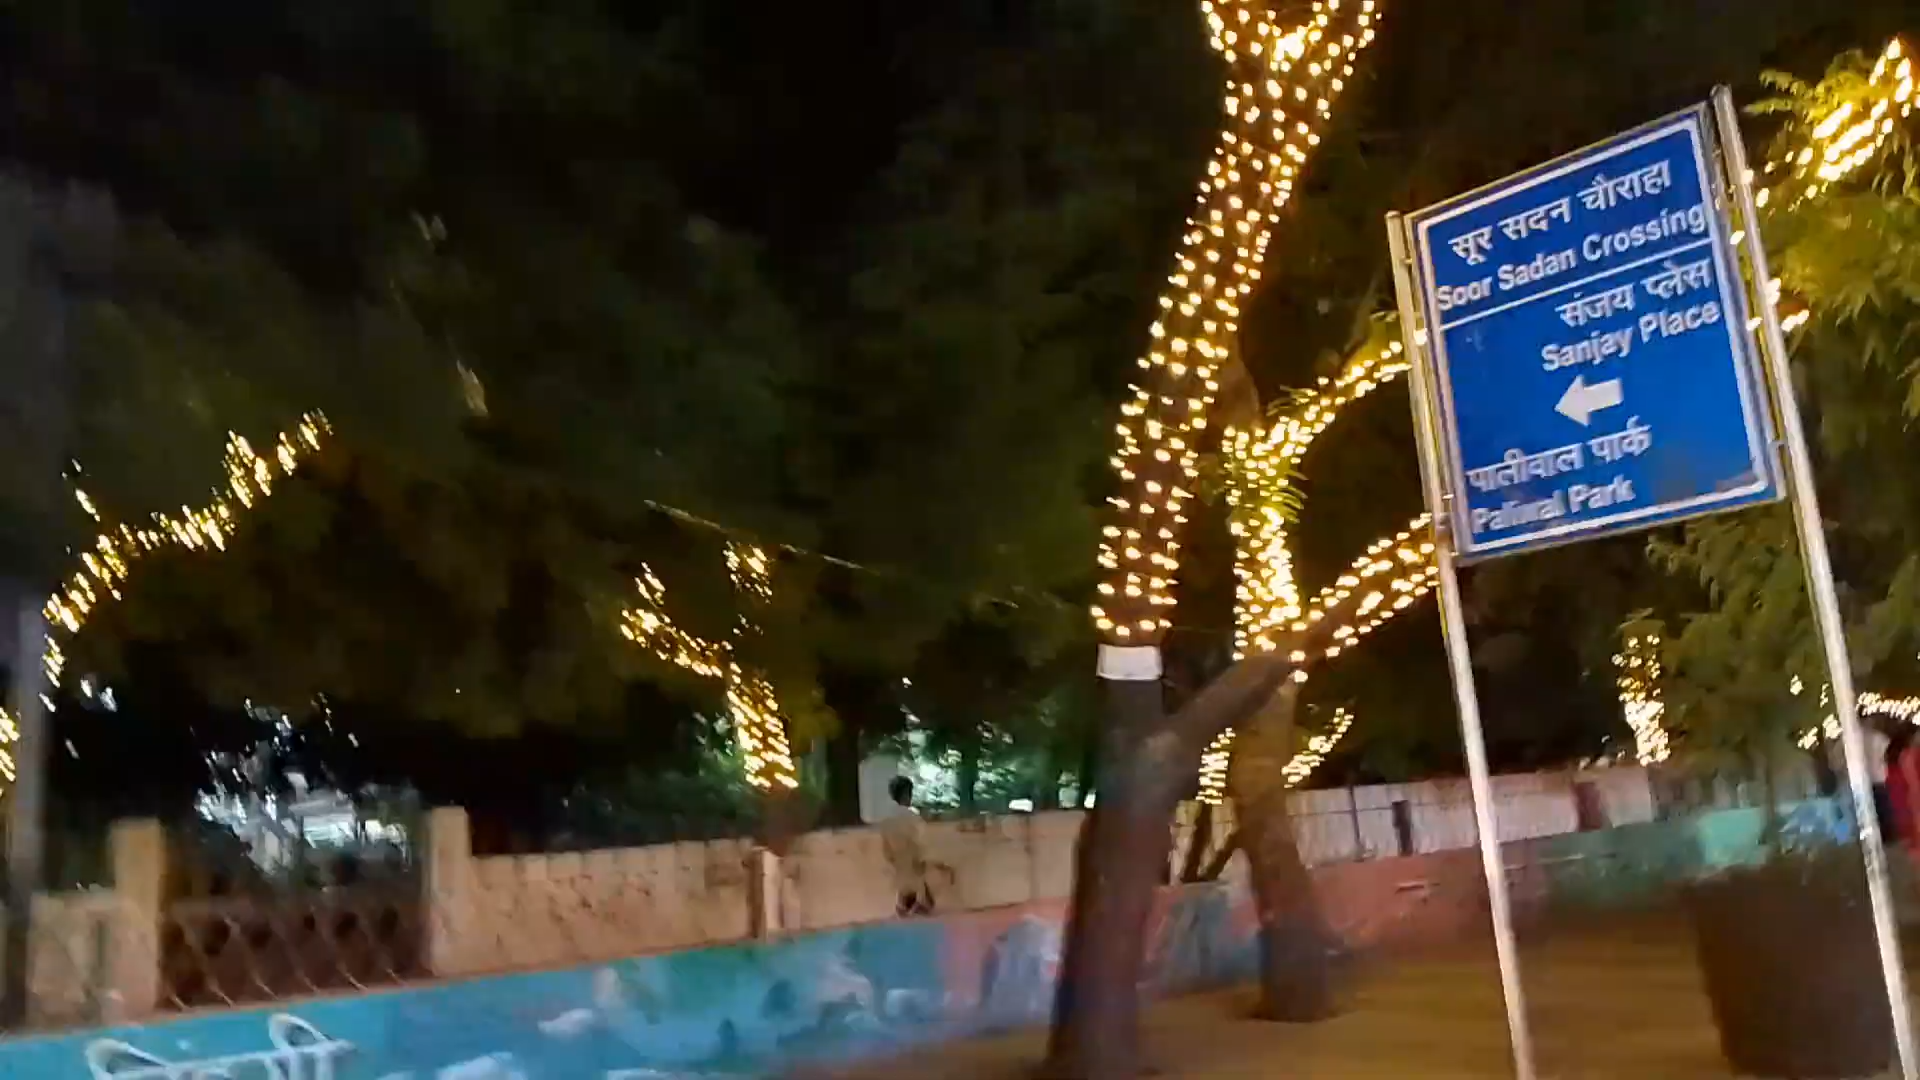 सूर सदन चौराहा
Soor Sadan Crossing
संजय प्लेस
Sanjay Place
पालीवाल पार्क
Paliwal Park